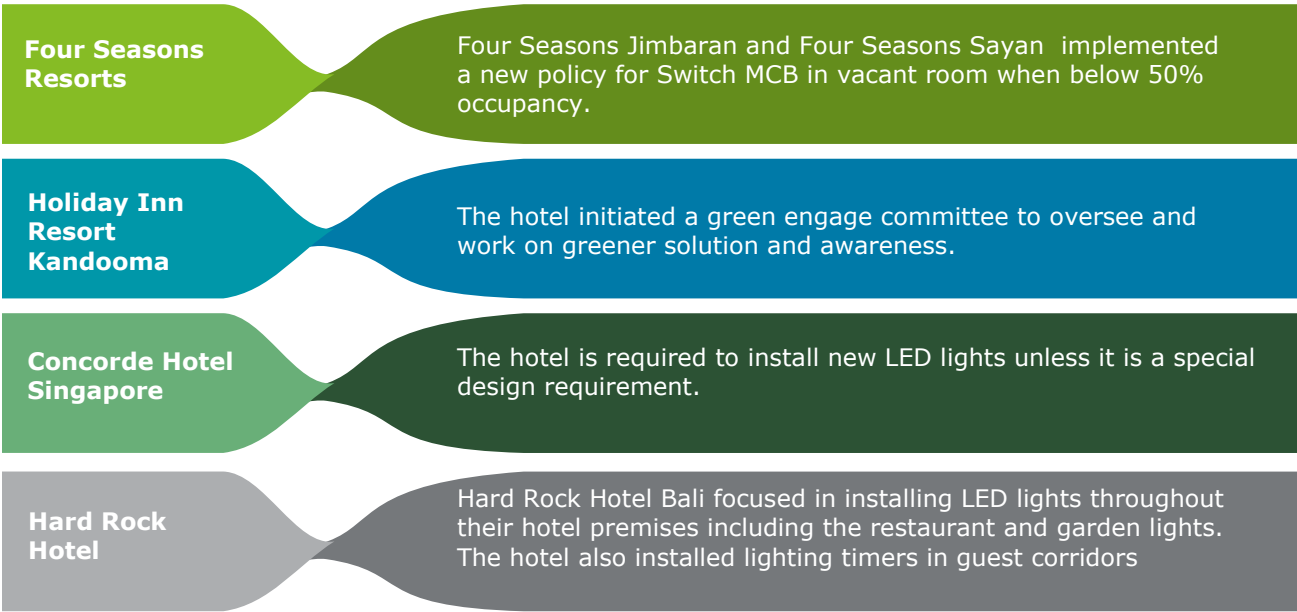 Four Seasons
Resorts
Four Seasons Jimbaran and Four Seasons Sayan  implemented
a new policy for Switch MCB in vacant room when below 50%
occupancy.
Holiday Inn
Resort
Kandooma
The hotel initiated a green engage committee to oversee and
work on greener solution and awareness.
Concorde Hotel
Singapore
The hotel is required to install new LED lights unless it is a special
design requirement.
Hard Rock
Hotel
Hard Rock Hotel Bali focused in installing LED lights throughout
their hotel premises including the restaurant and garden lights.
The hotel also installed lighting timers in guest corridors